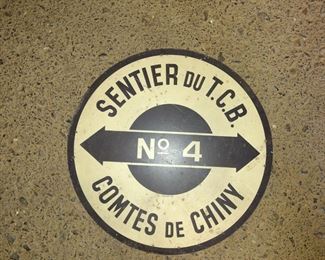 SENTIER DU T.C.B.
Nº 4
COMTES DE CHINY